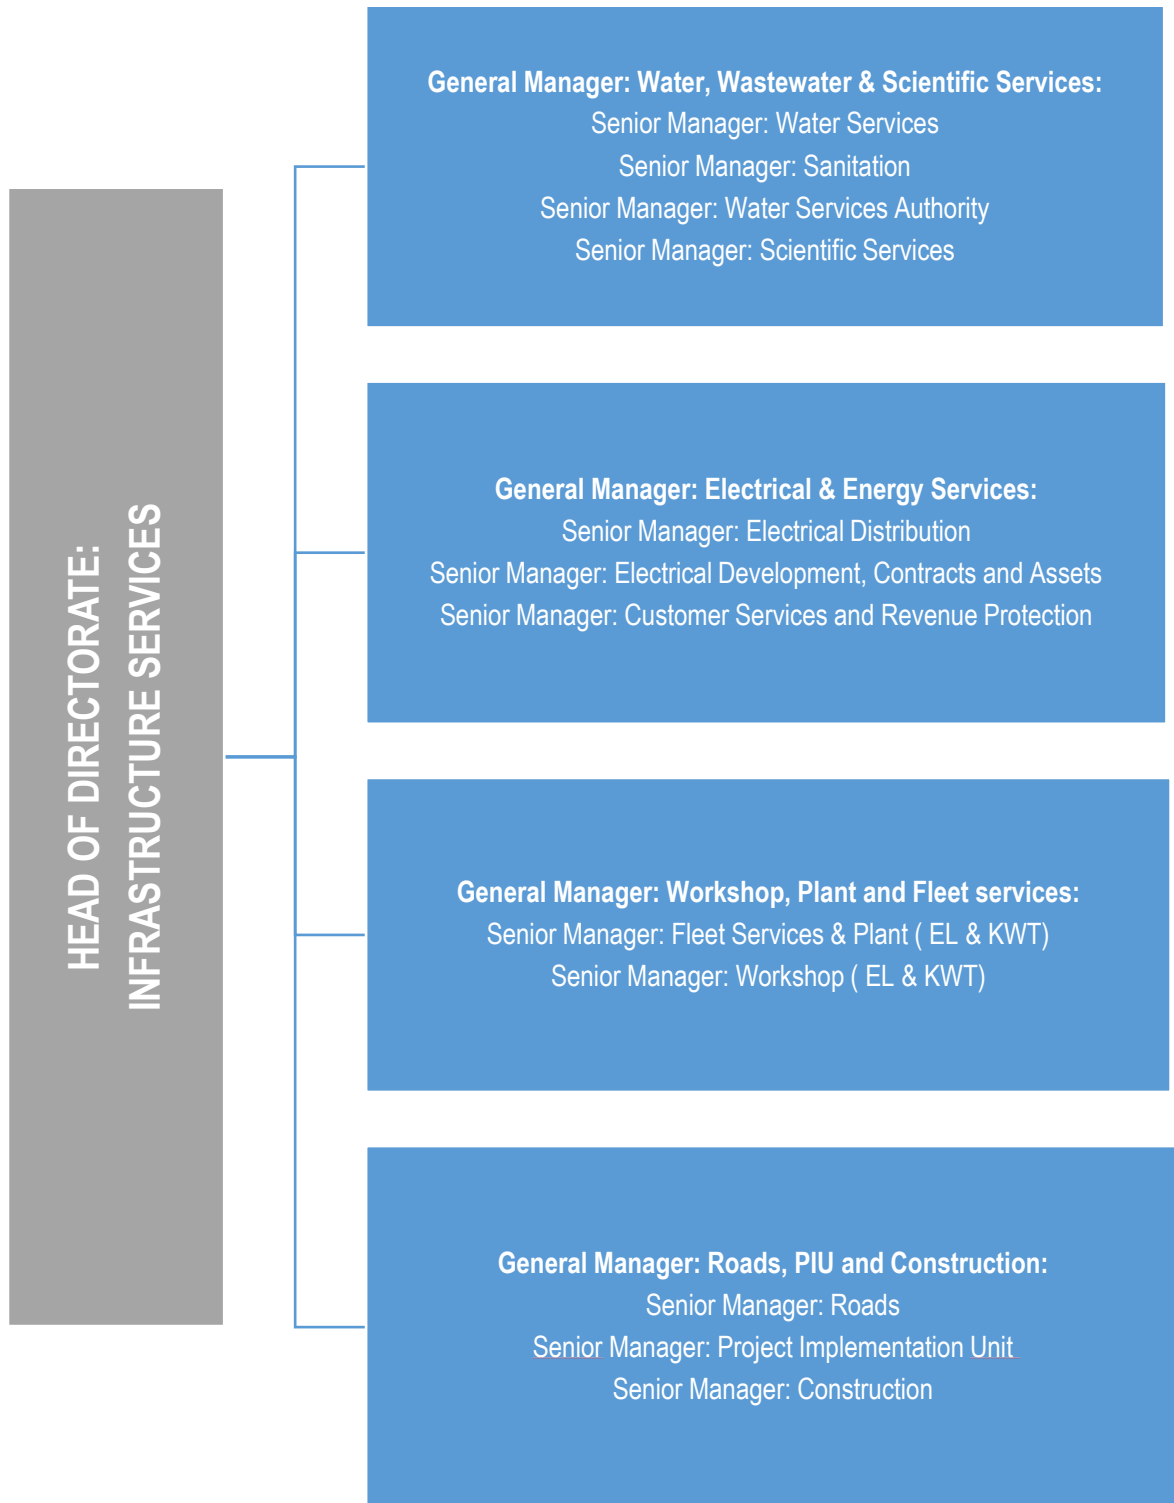 HEAD OF DIRECTORATE:
INFRASTRUCTURE SERVICES
General Manager: Water, Wastewater & Scientific Services:
Senior Manager: Water Services
Senior Manager: Sanitation
Senior Manager: Water Services Authority
Senior Manager: Scientific Services
General Manager: Electrical & Energy Services:
Senior Manager: Electrical Distribution
Senior Manager: Electrical Development, Contracts and Assets
Senior Manager: Customer Services and Revenue Protection
General Manager: Workshop, Plant and Fleet services:
Senior Manager: Fleet Services & Plant ( EL & KWT)
Senior Manager: Workshop ( EL & KWT)
General Manager: Roads, PIU and Construction:
Senior Manager: Roads
Senior Manager: Project Implementation Unit
Senior Manager: Construction